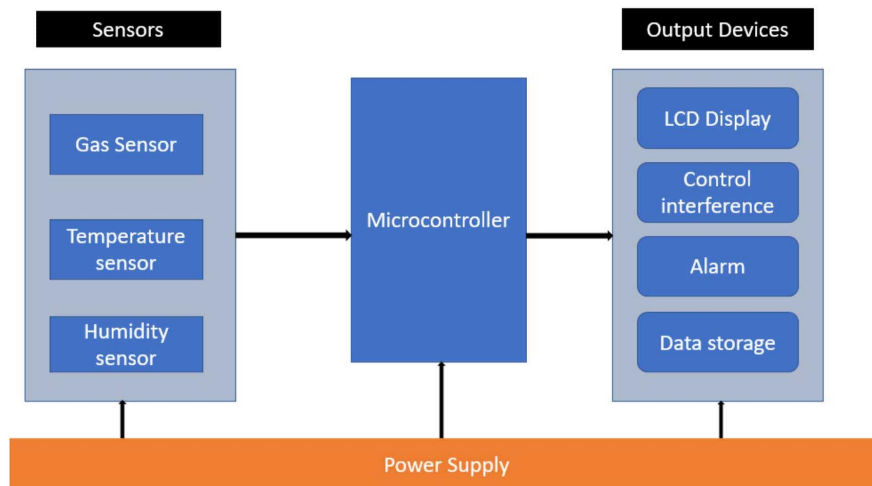 Sensors
Gas Sensor
Temperature
sensor
Humidity
sensor
Microcontroller
Output Devices
LCD Display
Control
interference
Alarm
Data storage
Power Supply